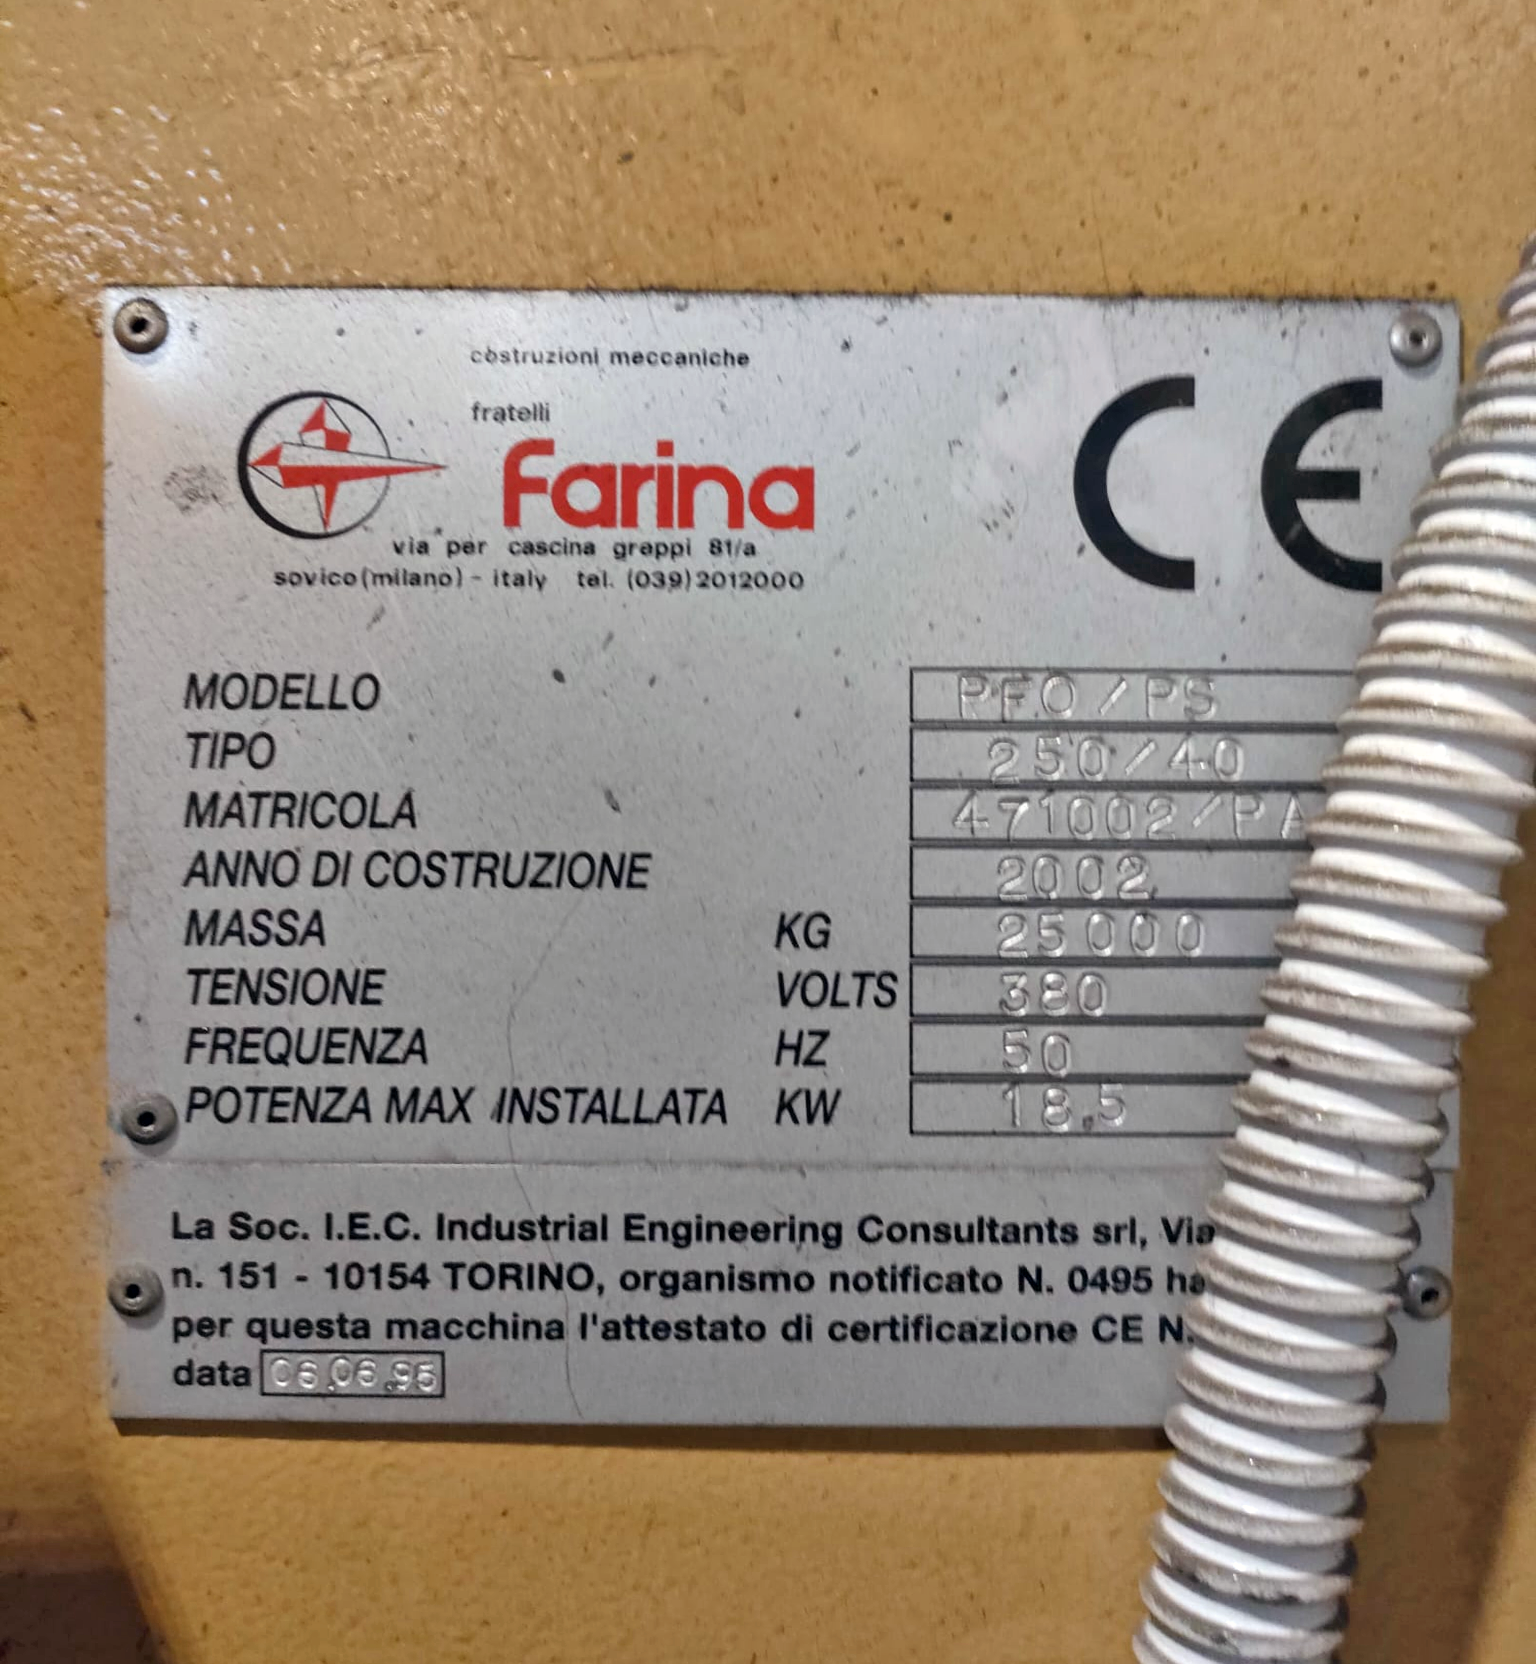 costruzioni meccaniche
fratelli
Farina
via per cascina greppi 81/a
sovico (milano) - italy tel. (039) 2012000
CE
MODELLO PFO/PS
TIPO 250/40
MATRICOLA 471002/PA
ANNO DI COSTRUZIONE 2002
MASSA KG 25000
TENSIONE VOLTS 380
FREQUENZA HZ 50
POTENZA MAX INSTALLATA KW 18.5
La Soc. I.E.C. Industrial Engineering Consultants srl, Via
n. 151 - 10154 TORINO, organismo notificato N. 0495 ha
per questa macchina l'attestato di certificazione CE N.
data 06.06.95